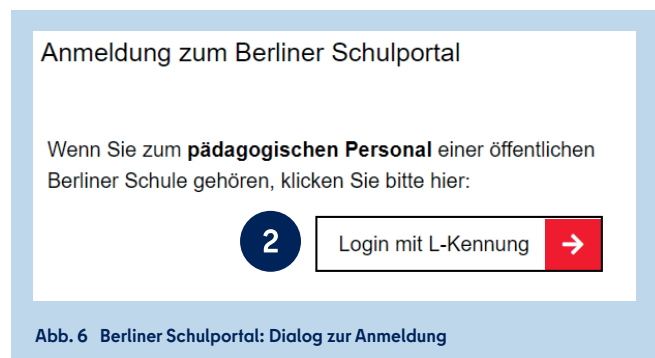 Anmeldung zum Berliner Schulportal
Wenn Sie zum pädagogischen Personal einer öffentlichen
Berliner Schule gehören, klicken Sie bitte hier:
2 Login mit L-Kennung
Abb. 6 Berliner Schulportal: Dialog zur Anmeldung